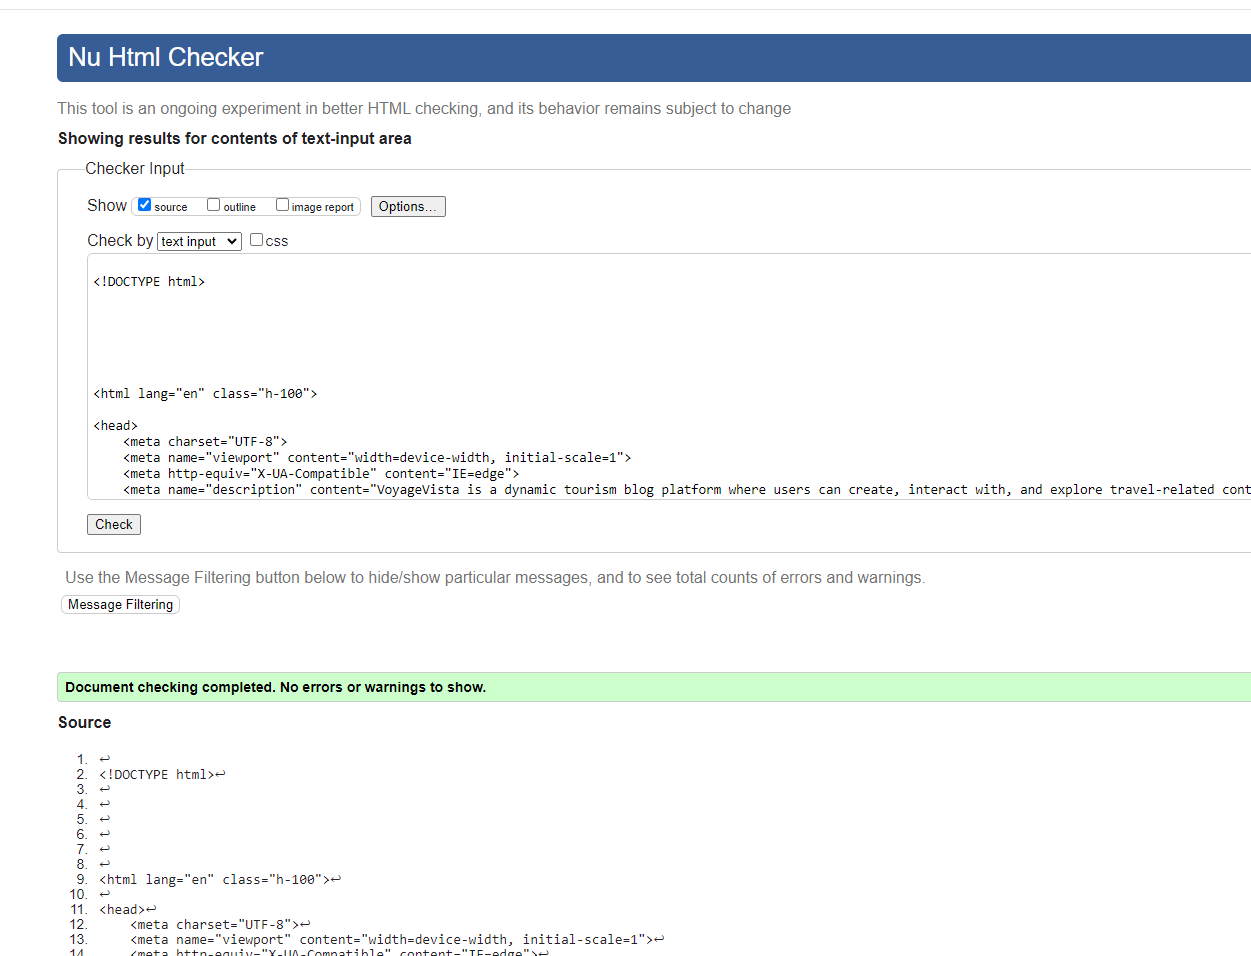 Nu Html Checker
This tool is an ongoing experiment in better HTML checking, and its behavior remains subject to change
Showing results for contents of text-input area
Checker Input
Show source outline image report Options...
Check by text input css
<!DOCTYPE html>
<html lang="en" class="h-100">
<head>
<meta charset="UTF-8">
<meta name="viewport" content="width=device-width, initial-scale=1">
<meta http-equiv="X-UA-Compatible" content="IE=edge">
<meta name="description" content="VoyageVista is a dynamic tourism blog platform where users can create, interact with, and explore travel-related cont
Check
Use the Message Filtering button below to hide/show particular messages, and to see total counts of errors and warnings.
Message Filtering
Document checking completed. No errors or warnings to show.
Source
1. ↩
2. <!DOCTYPE html>↩
3. ↩
4. ↩
5. ↩
6. ↩
7. ↩
8. ↩
9. <html lang="en" class="h-100">↩
10. ↩
11. <head>↩
12. <meta charset="UTF-8">↩
13. <meta name="viewport" content="width=device-width, initial-scale=1">↩
14. <meta http-equiv="X-UA-Compatible" content="IE=edge">↩